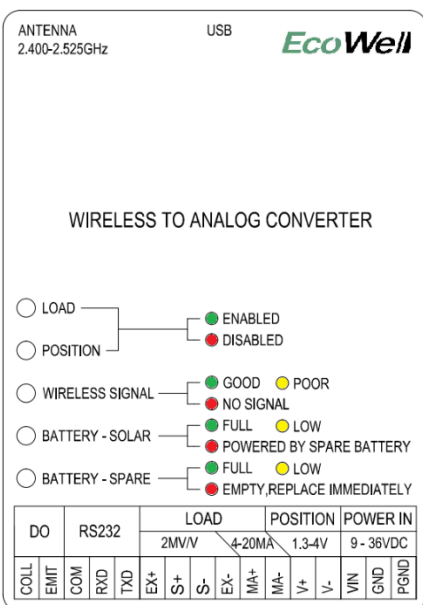 ANTENNA USB EcoWell
2.400-2.525GHz
WIRELESS TO ANALOG CONVERTER
LOAD
ENABLED
DISABLED
POSITION
WIRELESS SIGNAL
GOOD POOR
NO SIGNAL
BATTERY - SOLAR
FULL LOW
POWERED BY SPARE BATTERY
BATTERY - SPARE
FULL LOW
EMPTY,REPLACE IMMEDIATELY
DO RS232 LOAD POSITION POWER IN
2MV/V 4-20MA 1.3-4V 9 - 36VDC
COLL EMIT COM RXD TXD EX+ S+ S- EX- MA+ MA- V+ V- VIN GND PGND